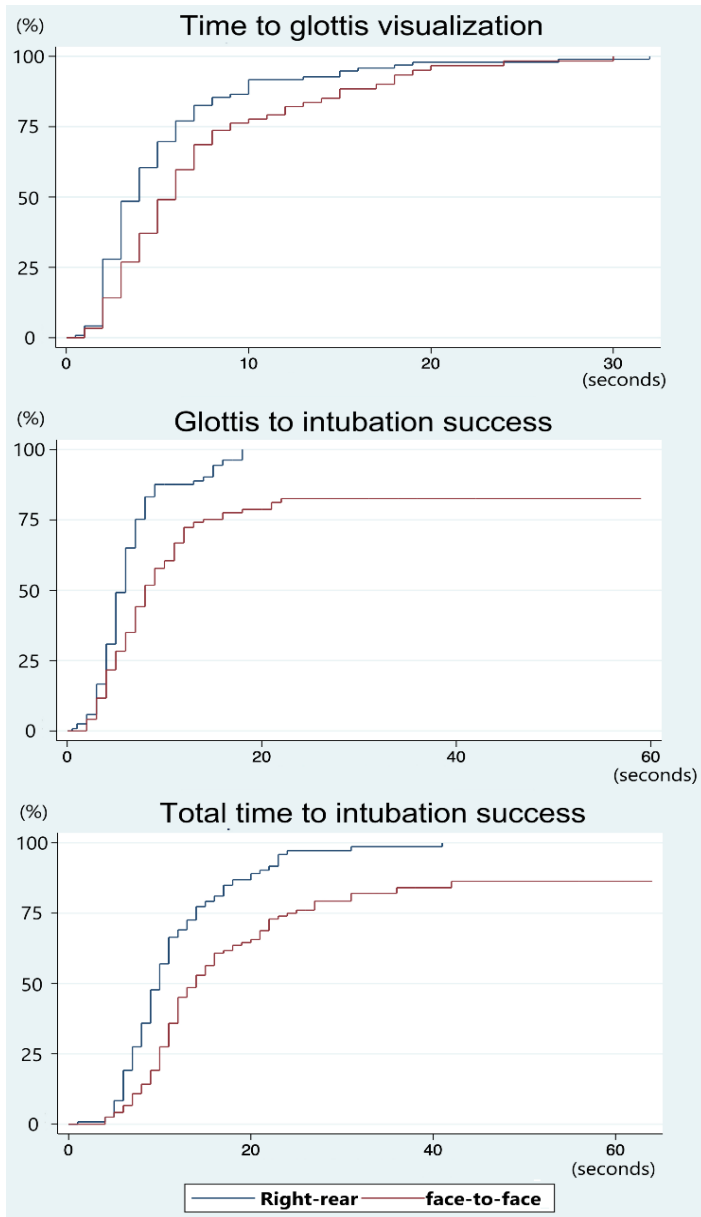 (%)
Time to glottis visualization
100
75
50
25
0
0 10 20 30
(seconds)
(%)
Glottis to intubation success
100
75
50
25
0
0 20 40 60
(seconds)
(%)
Total time to intubation success
100
75
50
25
0
0 20 40 60
(seconds)
Right-rear face-to-face